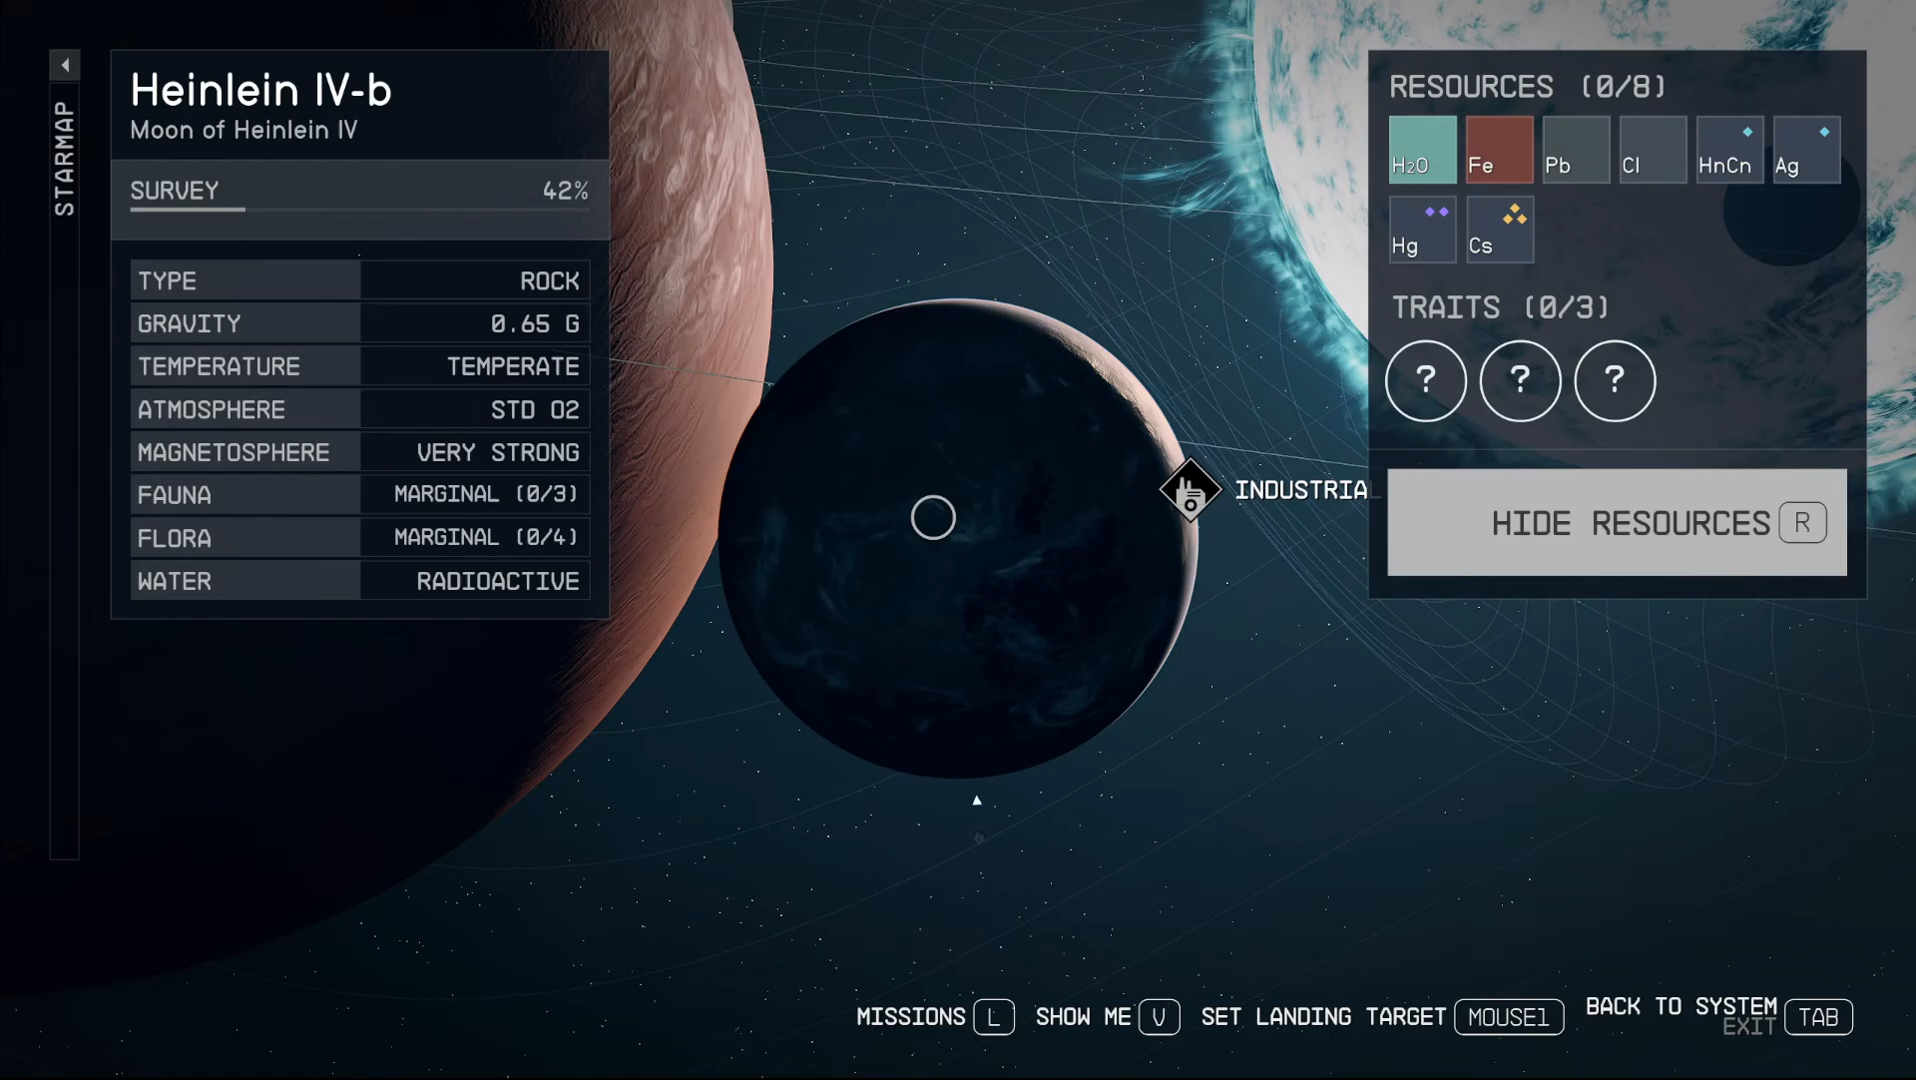 STARMAP
Heinlein IV-b
Moon of Heinlein IV
SURVEY 42%
TYPE ROCK
GRAVITY 0.65 G
TEMPERATURE TEMPERATE
ATMOSPHERE STD O2
MAGNETOSPHERE VERY STRONG
FAUNA MARGINAL (0/3)
FLORA MARGINAL (0/4)
WATER RADIOACTIVE
INDUSTRIAL
RESOURCES (0/8)
H2O Fe Pb Cl HnCn Ag
Hg Cs
TRAITS (0/3)
? ? ?
HIDE RESOURCES R
MISSIONS L SHOW ME V SET LANDING TARGET MOUSE1 BACK TO SYSTEM TAB
EXIT